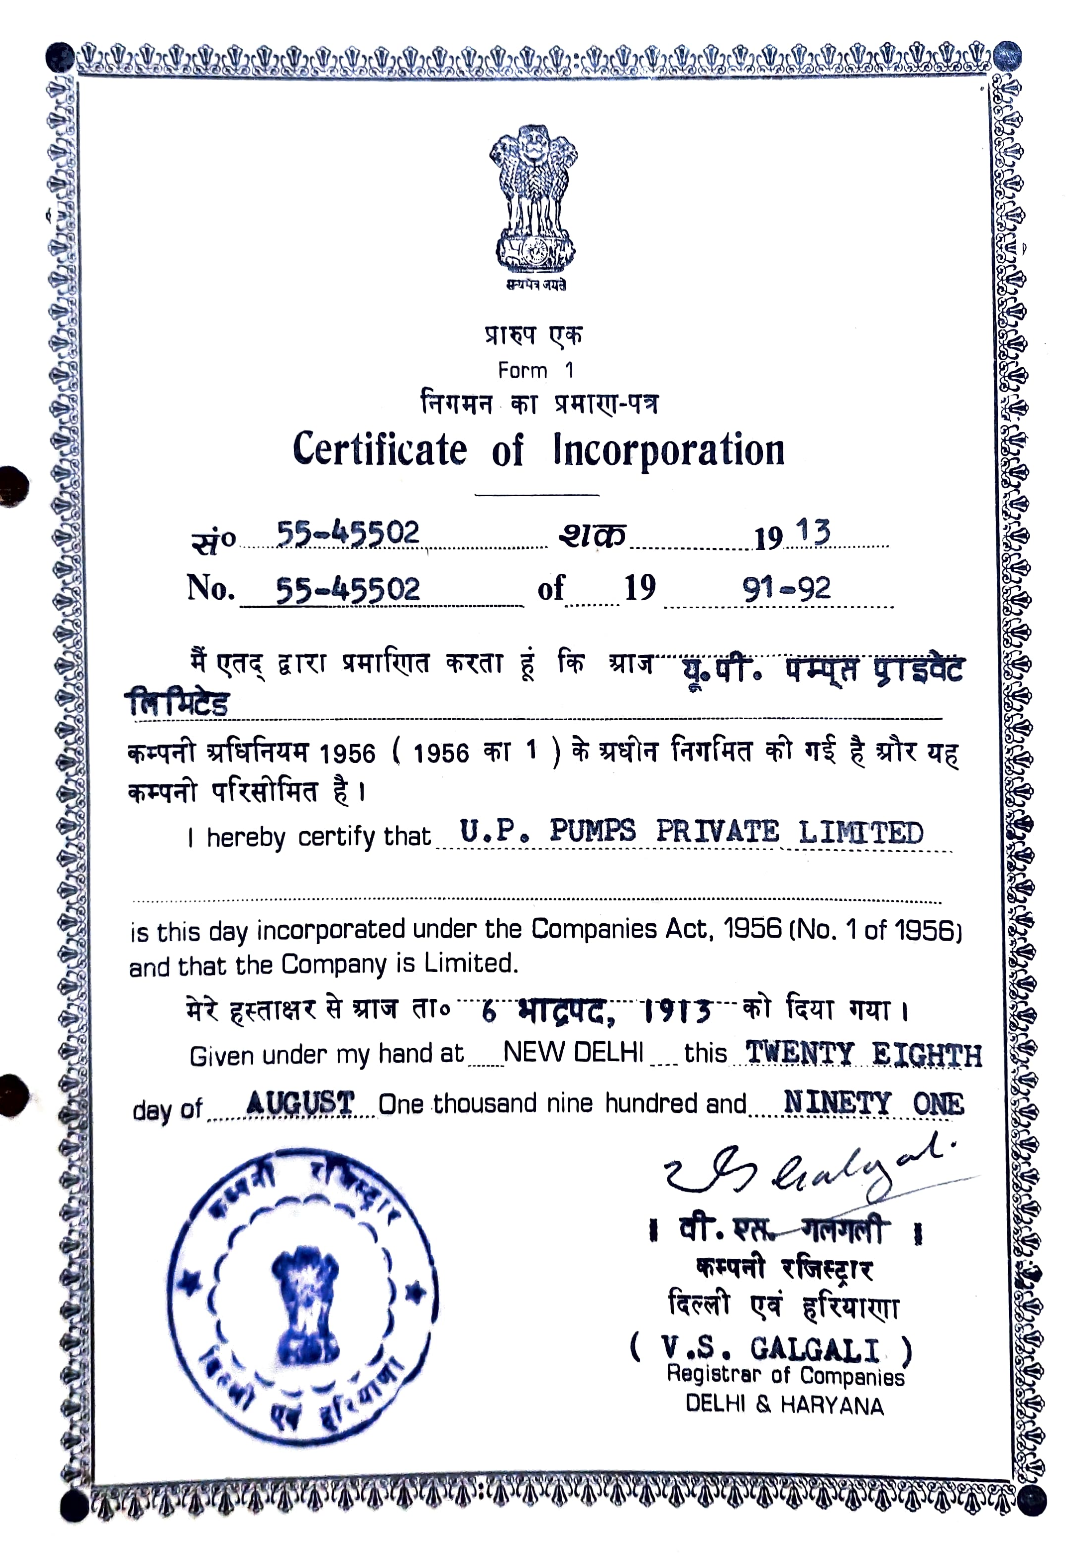 सत्यमेव जयते
प्रारुप एक
Form 1
निगमन का प्रमाण-पत्र
Certificate of Incorporation
सं० 55-45502 शक 1913
No. 55-45502 of 19 91-92
मैं एतद् द्वारा प्रमाणित करता हूं कि आज यू.पी. पम्प्स प्राइवेट
लिमिटेड
कम्पनी अधिनियम 1956 ( 1956 का 1 ) के अधीन निगमित की गई है और यह
कम्पनी परिसीमित है।
I hereby certify that U.P. PUMPS PRIVATE LIMITED
is this day incorporated under the Companies Act, 1956 (No. 1 of 1956)
and that the Company is Limited.
मेरे हस्ताक्षर से आज ता० 6 भाद्रपद, 1913 को दिया गया।
Given under my hand at NEW DELHI this TWENTY EIGHTH
day of AUGUST One thousand nine hundred and NINETY ONE
कम्पनी रजिस्ट्रार
दिल्ली एवं हरियाणा
VS Galgali.
। वी. एस. गलगली ।
कम्पनी रजिस्ट्रार
दिल्ली एवं हरियाणा
( V.S. GALGALI )
Registrar of Companies
DELHI & HARYANA